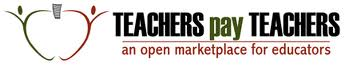 TEACHERS pay TEACHERS
an open marketplace for educators